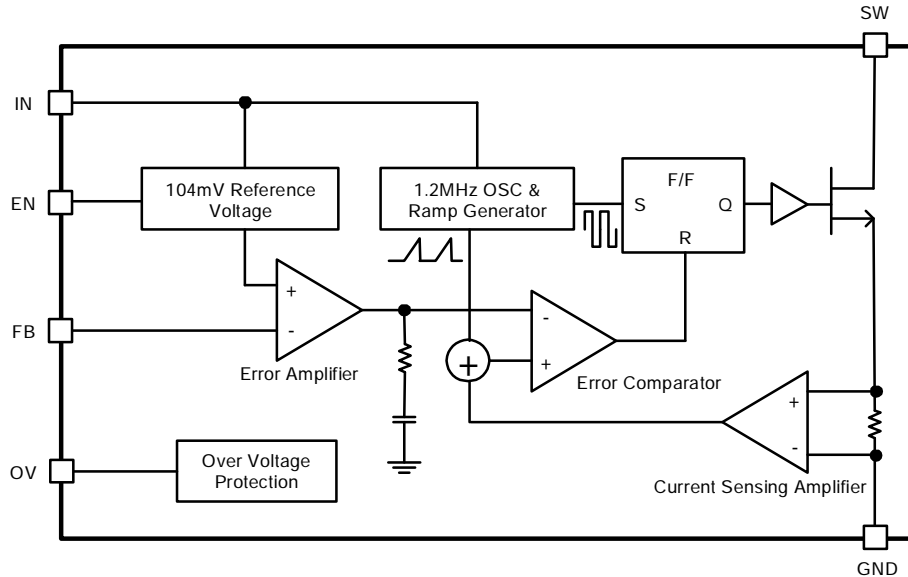 SW
IN
EN
104mV Reference
Voltage
1.2MHz OSC &
Ramp Generator
F/F
S
Q
R
+
-
FB
Error Amplifier
-
+
+
Error Comparator
+
-
Current Sensing Amplifier
OV
Over Voltage
Protection
GND